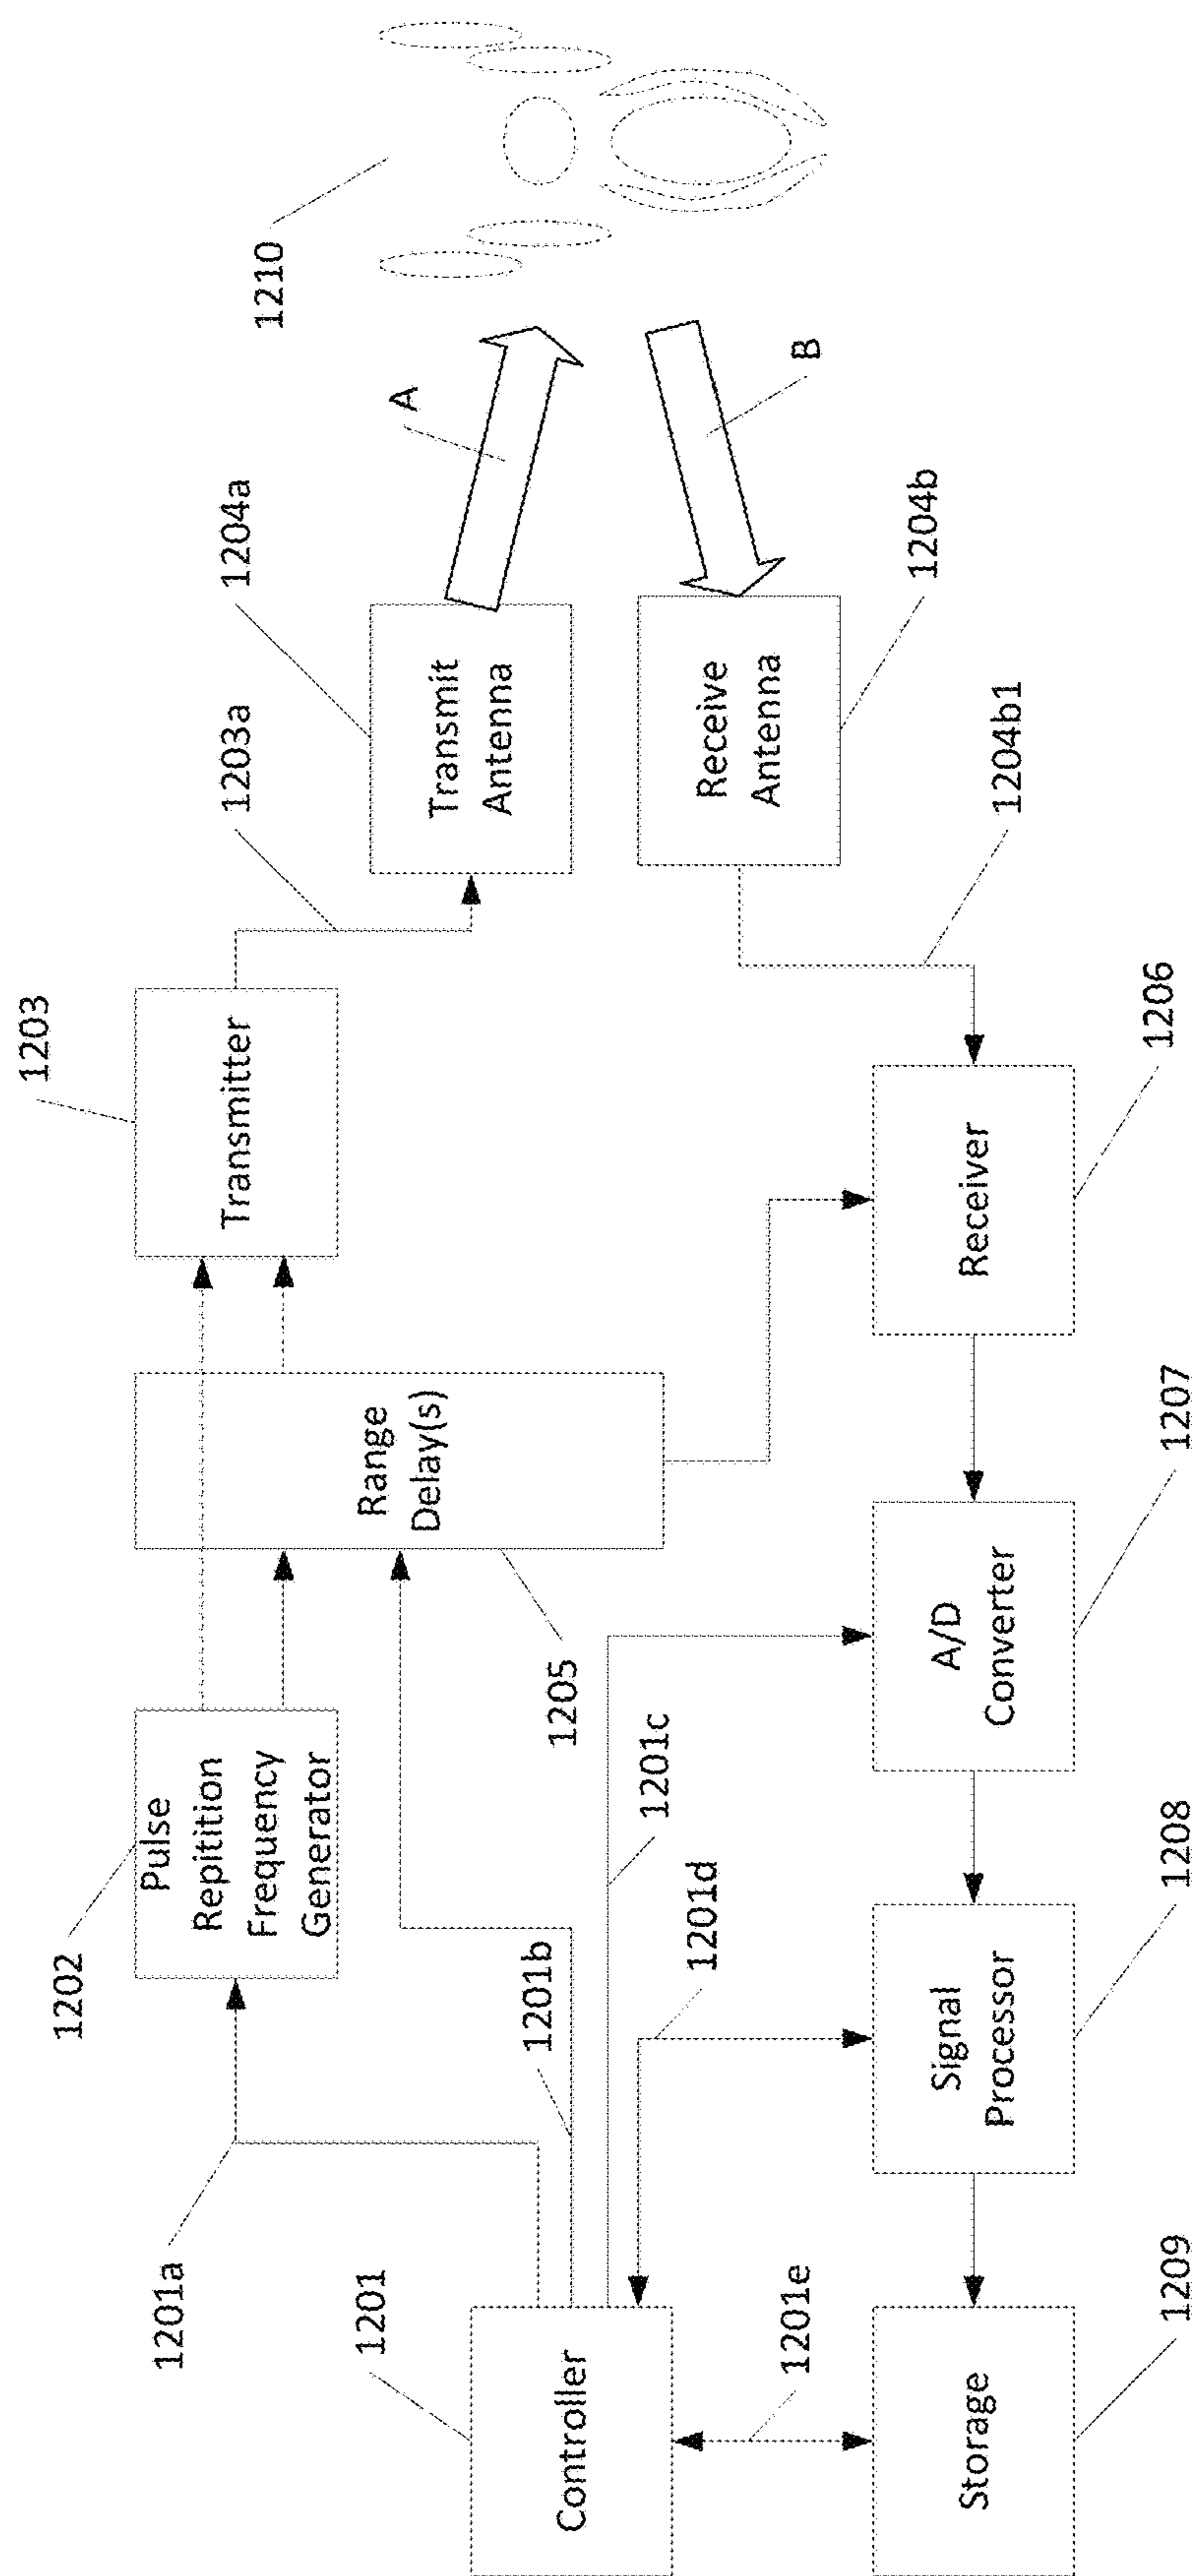 1203
1203a
1204a
A
1210
Transmitter
Transmit
Antenna
1202
Pulse
Repitition
Frequency
Generator
Range
Delay(s)
1205
Receive
Antenna
B
1204b
1204b1
1201a
1201
1201b
1201c
1201d
Controller
1201e
Storage
1209
Signal
Processor
1208
A/D
Converter
1207
Receiver
1206